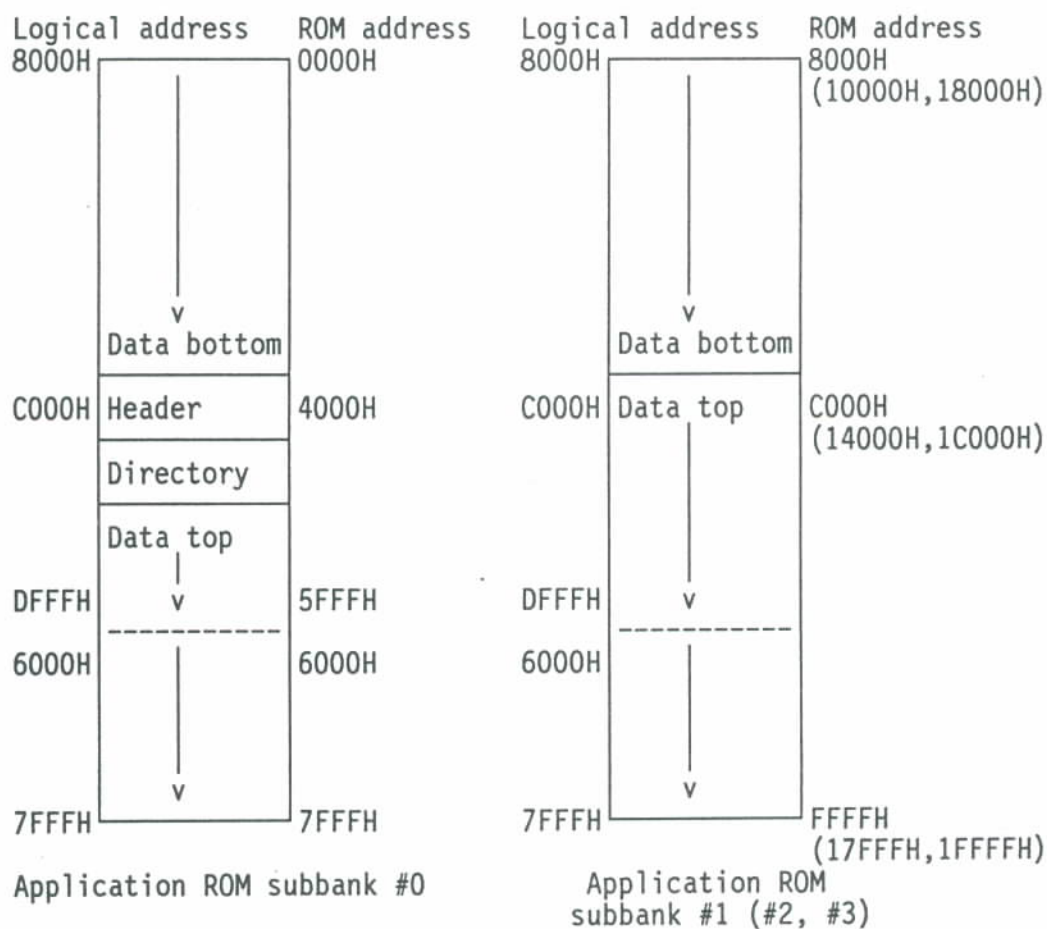 Logical address ROM address
8000H 0000H
Data bottom
C000H Header 4000H
Directory
Data top
DFFFH 5FFFH
6000H 6000H
7FFFH 7FFFH
Application ROM subbank #0
Logical address ROM address
8000H 8000H
(10000H,18000H)
Data bottom
C000H Data top C000H
(14000H,1C000H)
DFFFH
6000H
7FFFH FFFFH
(17FFFH,1FFFFH)
Application ROM
subbank #1 (#2, #3)